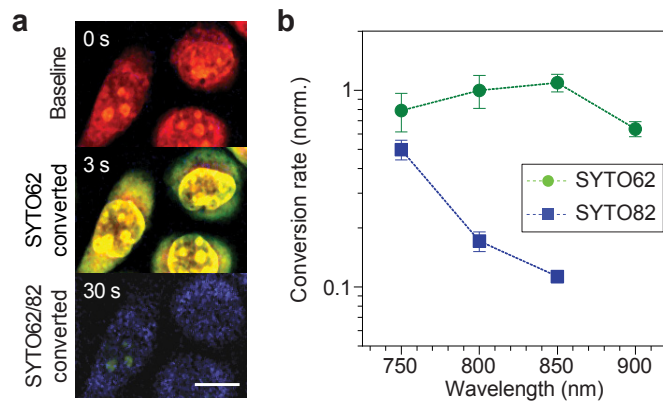 a
Baseline
0 s
SYTO62
converted
3 s
SYTO62/82
converted
30 s
b
Conversion rate (norm.)
1
0.1
SYTO62
SYTO82
750
800
850
900
Wavelength (nm)